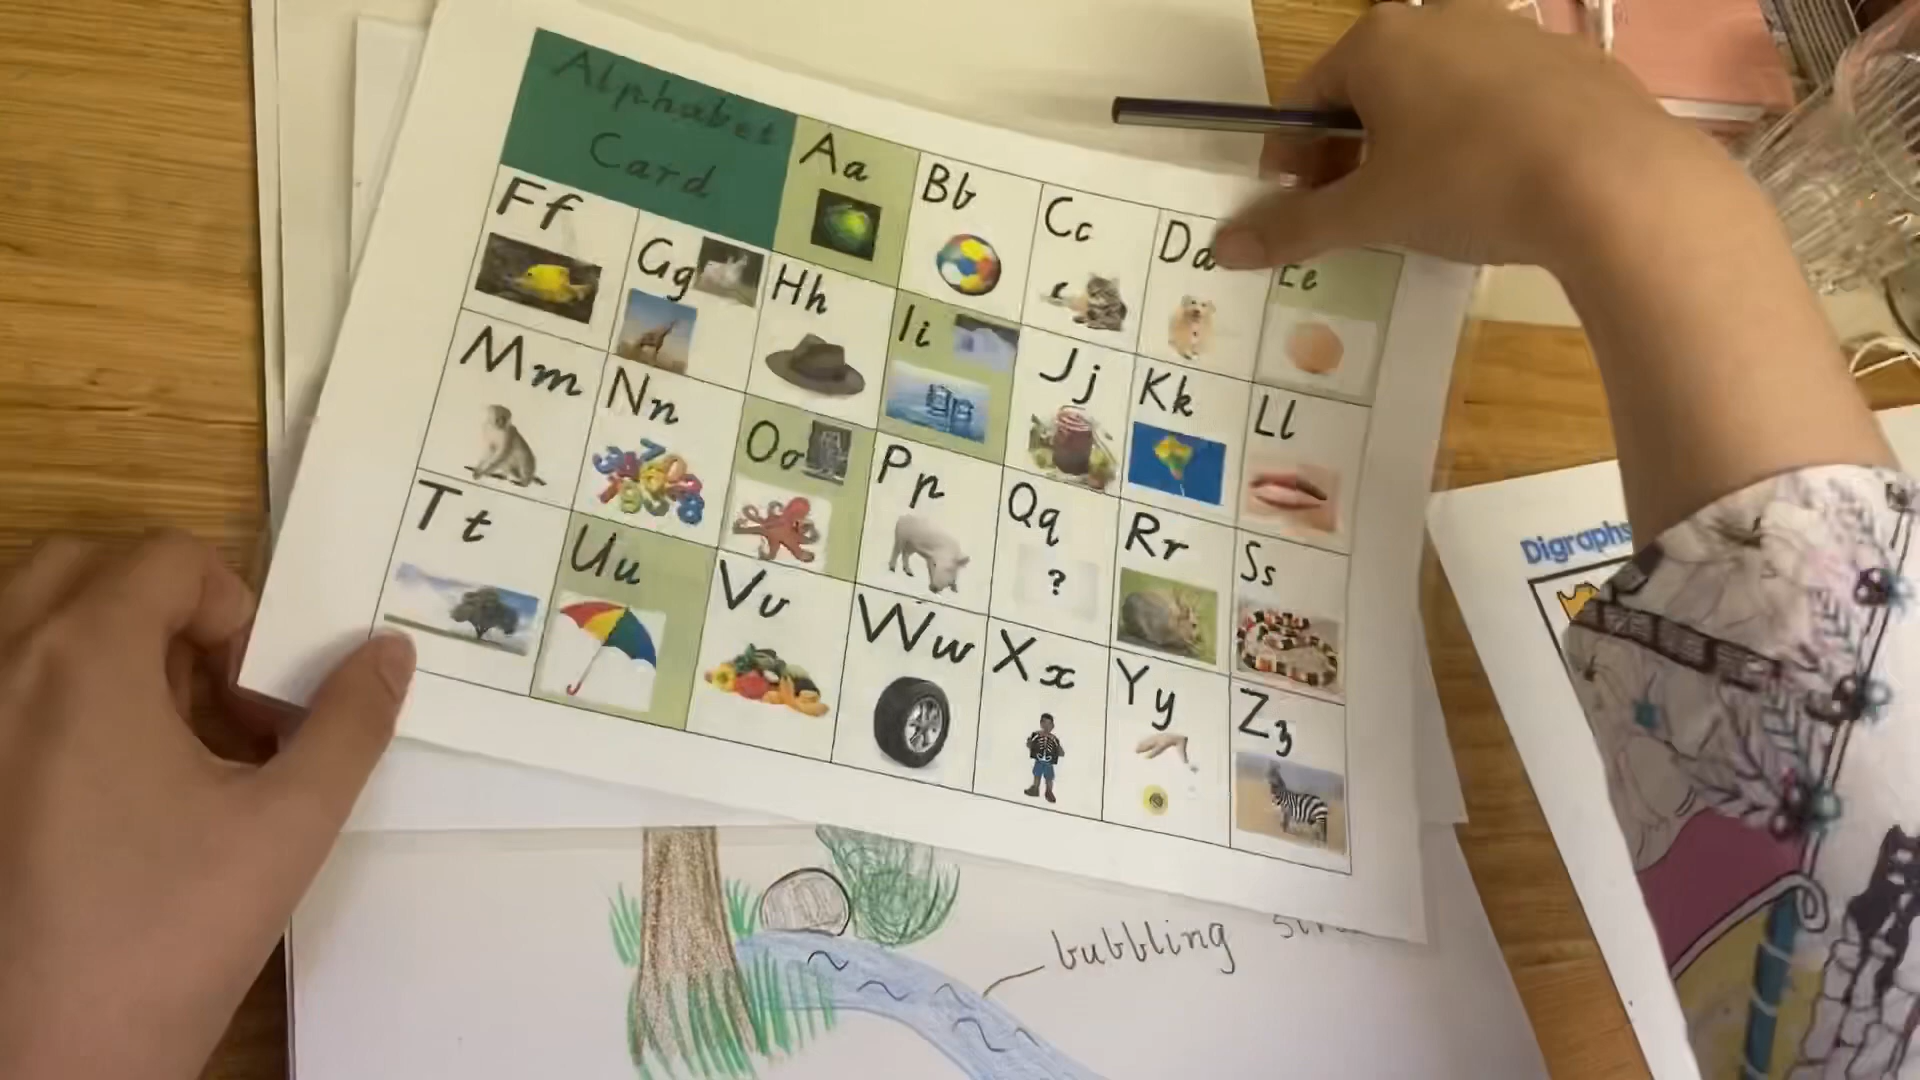 Alphabet
Card
Aa
Bb
Cc
Dd
Ee
Ff
Gg
Hh
Ii
Jj
Kk
Ll
Mm
Nn
Oo
Pp
Qq
?
Rr
Ss
Tt
Uu
Vv
Ww
Xx
Yy
Zz
Digraphs
bubbling